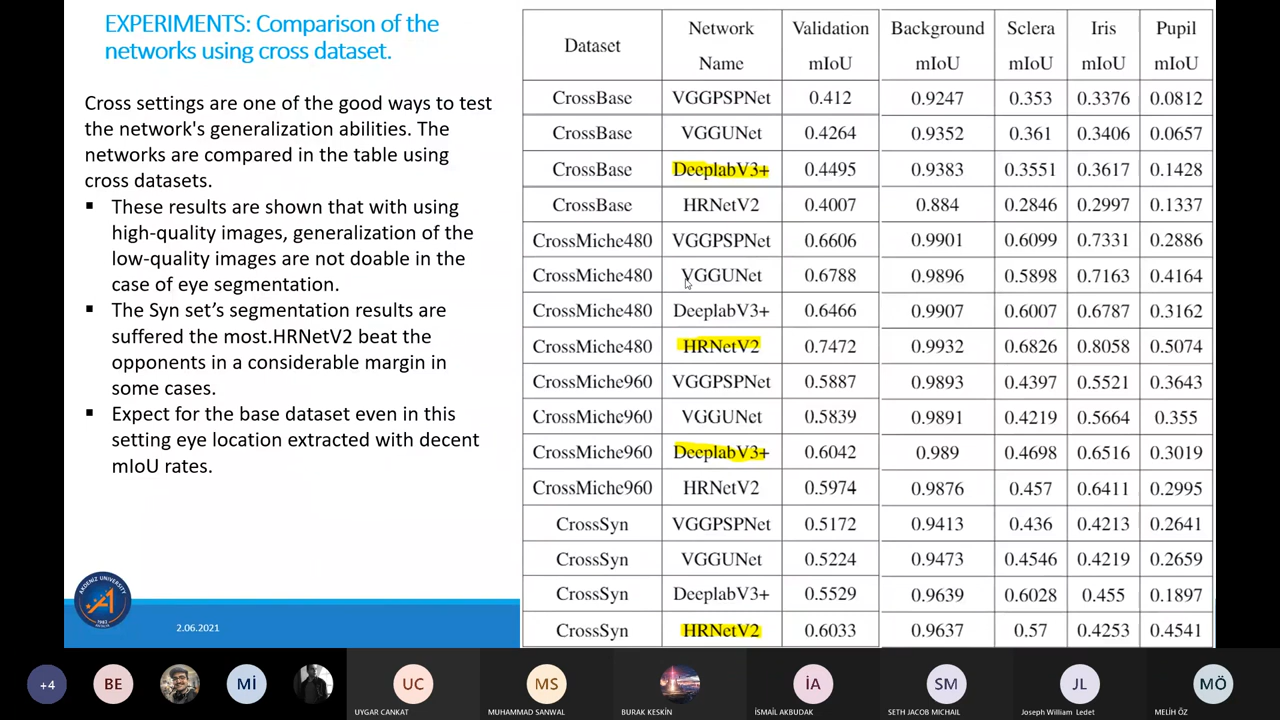 EXPERIMENTS: Comparison of the
networks using cross dataset.
Cross settings are one of the good ways to test
the network's generalization abilities. The
networks are compared in the table using
cross datasets.
▪ These results are shown that with using
high-quality images, generalization of the
low-quality images are not doable in the
case of eye segmentation.
▪ The Syn set's segmentation results are
suffered the most.HRNetV2 beat the
opponents in a considerable margin in
some cases.
▪ Expect for the base dataset even in this
setting eye location extracted with decent
mIoU rates.
AKDENIZ UNIVERSITY
2.06.2021
Dataset Network Name Validation mIoU Background mIoU Sclera mIoU Iris mIoU Pupil mIoU
CrossBase VGGPSPNet 0.412 0.9247 0.353 0.3376 0.0812
CrossBase VGGUNet 0.4264 0.9352 0.361 0.3406 0.0657
CrossBase DeeplabV3+ 0.4495 0.9383 0.3551 0.3617 0.1428
CrossBase HRNetV2 0.4007 0.884 0.2846 0.2997 0.1337
CrossMiche480 VGGPSPNet 0.6606 0.9901 0.6099 0.7331 0.2886
CrossMiche480 VGGUNet 0.6788 0.9896 0.5898 0.7163 0.4164
CrossMiche480 DeeplabV3+ 0.6466 0.9907 0.6007 0.6787 0.3162
CrossMiche480 HRNetV2 0.7472 0.9932 0.6826 0.8058 0.5074
CrossMiche960 VGGPSPNet 0.5887 0.9893 0.4397 0.5521 0.3643
CrossMiche960 VGGUNet 0.5839 0.9891 0.4219 0.5664 0.355
CrossMiche960 DeeplabV3+ 0.6042 0.989 0.4698 0.6516 0.3019
CrossMiche960 HRNetV2 0.5974 0.9876 0.457 0.6411 0.2995
CrossSyn VGGPSPNet 0.5172 0.9413 0.436 0.4213 0.2641
CrossSyn VGGUNet 0.5224 0.9473 0.4546 0.4219 0.2659
CrossSyn DeeplabV3+ 0.5529 0.9639 0.6028 0.455 0.1897
CrossSyn HRNetV2 0.6033 0.9637 0.57 0.4253 0.4541
+4 BE Mİ UC MS İA SM JL MÖ
UYGAR CANKAT MUHAMMAD SANWAL BURAK KESKİN İSMAİL AKBUDAK SETH JACOB MICHAIL Joseph William Ledet MELİH ÖZ